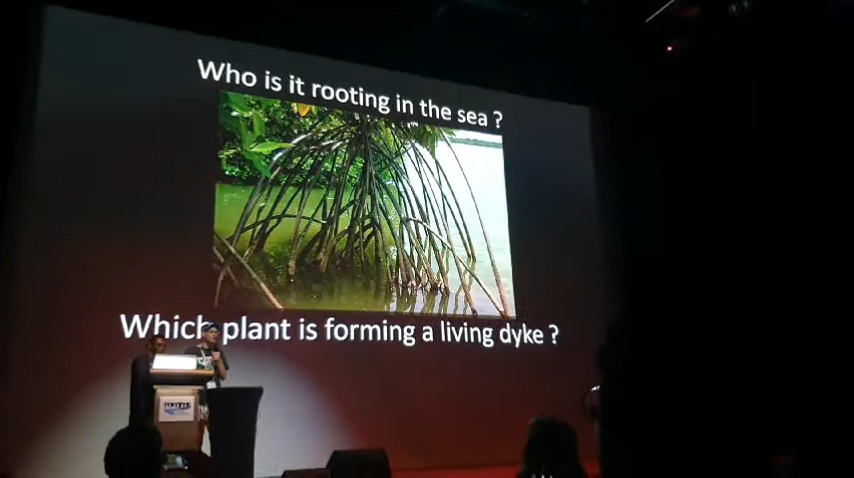 Who is it rooting in the sea ?
Which plant is forming a living dyke ?